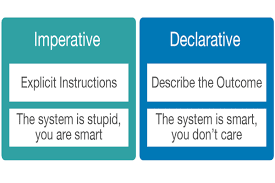 Imperative
Explicit Instructions
The system is stupid,
you are smart
Declarative
Describe the Outcome
The system is smart,
you don't care